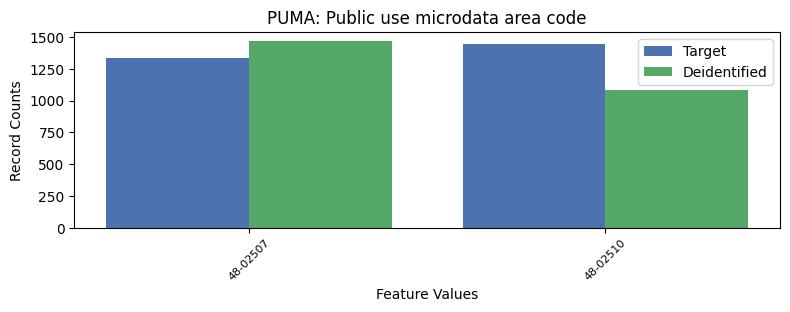 PUMA: Public use microdata area code
1500
1250
1000
750
500
250
0
Record Counts
Target
Deidentified
48-02507
48-02510
Feature Values